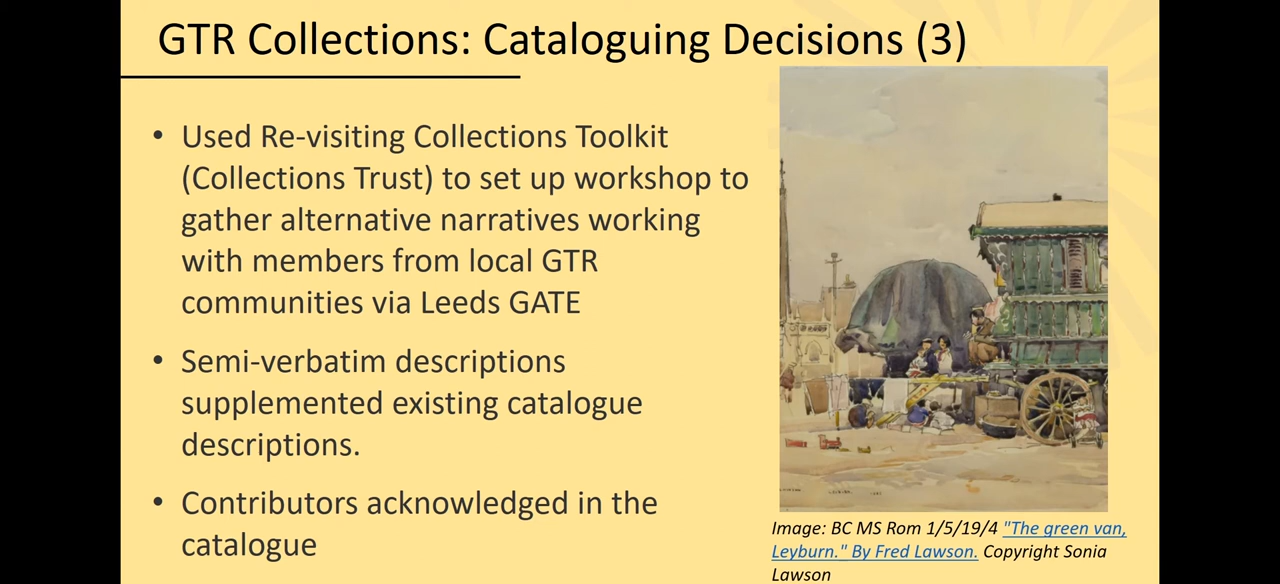 GTR Collections: Cataloguing Decisions (3)
• Used Re-visiting Collections Toolkit
(Collections Trust) to set up workshop to
gather alternative narratives working
with members from local GTR
communities via Leeds GATE
• Semi-verbatim descriptions
supplemented existing catalogue
descriptions.
• Contributors acknowledged in the
catalogue
Image: BC MS Rom 1/5/19/4 "The green van,
Leyburn." By Fred Lawson. Copyright Sonia
Lawson